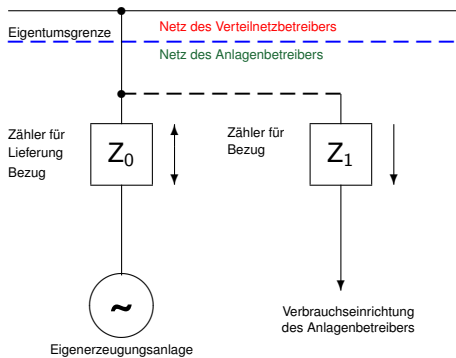 Netz des Verteilnetzbetreibers
Eigentumsgrenze
Netz des Anlagenbetreibers
Zähler für
Lieferung
Bezug
Z0
Zähler für
Bezug
Z1
~
Verbrauchseinrichtung
des Anlagenbetreibers
Eigenerzeugungsanlage